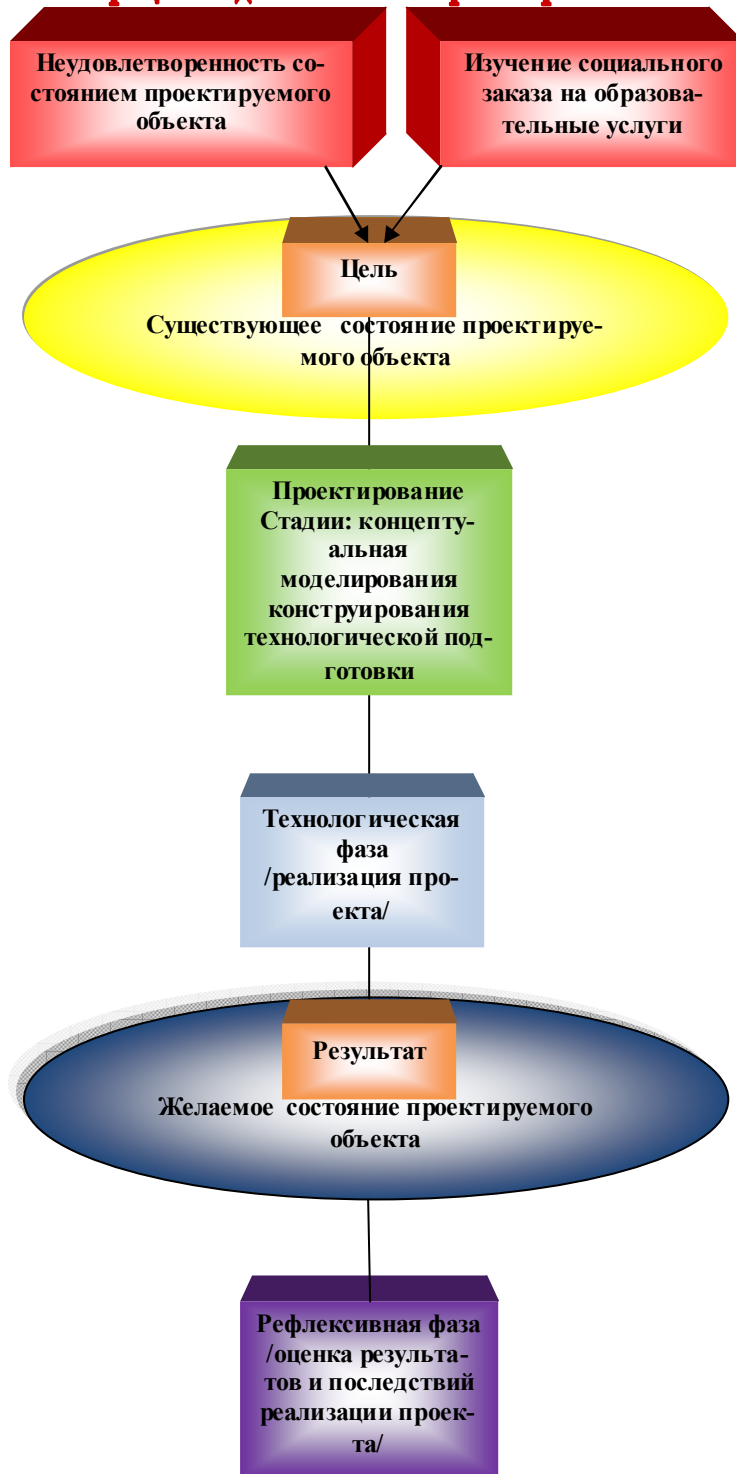 Неудовлетворенность со-
стоянием проектируемого
объекта
Изучение социального
заказа на образова-
тельные услуги
Цель
Существующее состояние проектируе-
мого объекта
Проектирование
Стадии: концепту-
альная
моделирования
конструирования
технологической под-
готовки
Технологическая
фаза
/реализация про-
екта/
Результат
Желаемое состояние проектируемого
объекта
Рефлексивная фаза
/оценка результа-
тов и последствий
реализации проек-
та/